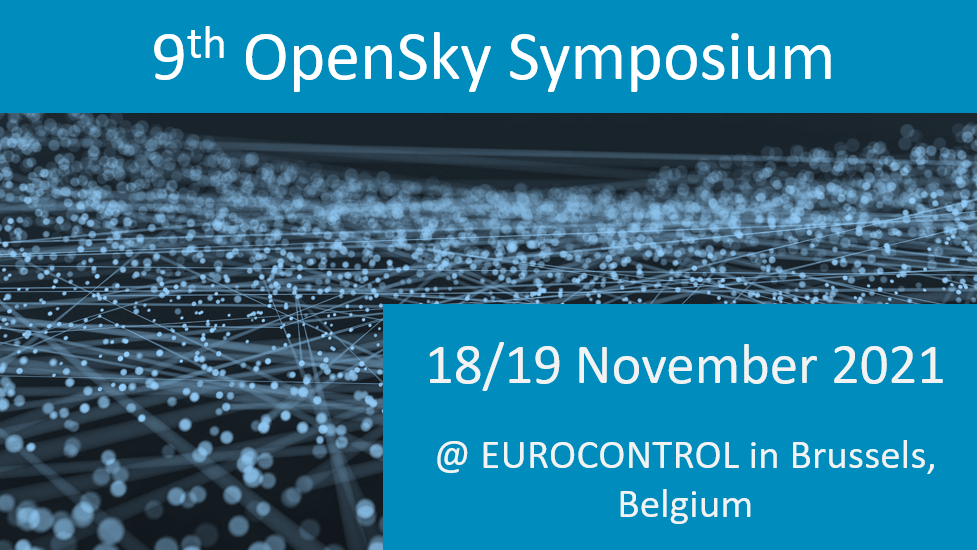 9th OpenSky Symposium
18/19 November 2021
@ EUROCONTROL in Brussels,
Belgium